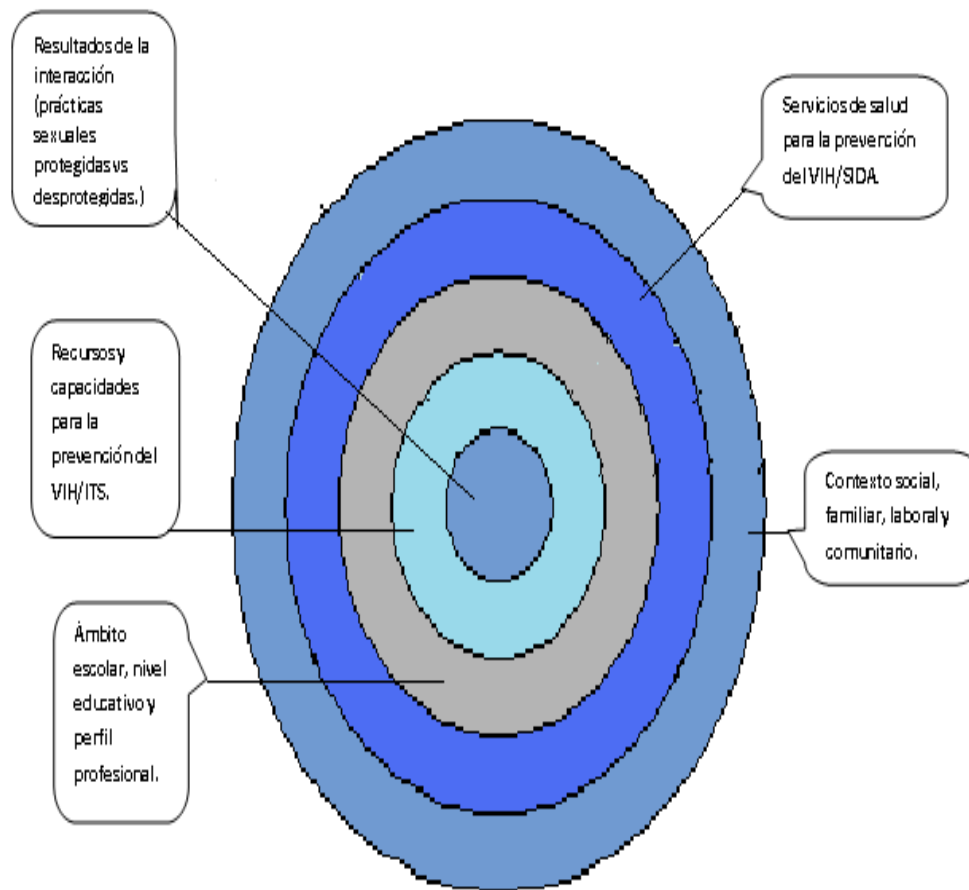 Resultados de la
interacción
(prácticas
sexuales
protegidas vs
desprotegidas.)
Servicios de salud
para la prevención
del VIH/SIDA.
Recursos y
capacidades
para la
prevención del
VIH/ITS.
Contexto social,
familiar, laboral y
comunitario.
Ámbito
escolar, nivel
educativo y
perfil
profesional.